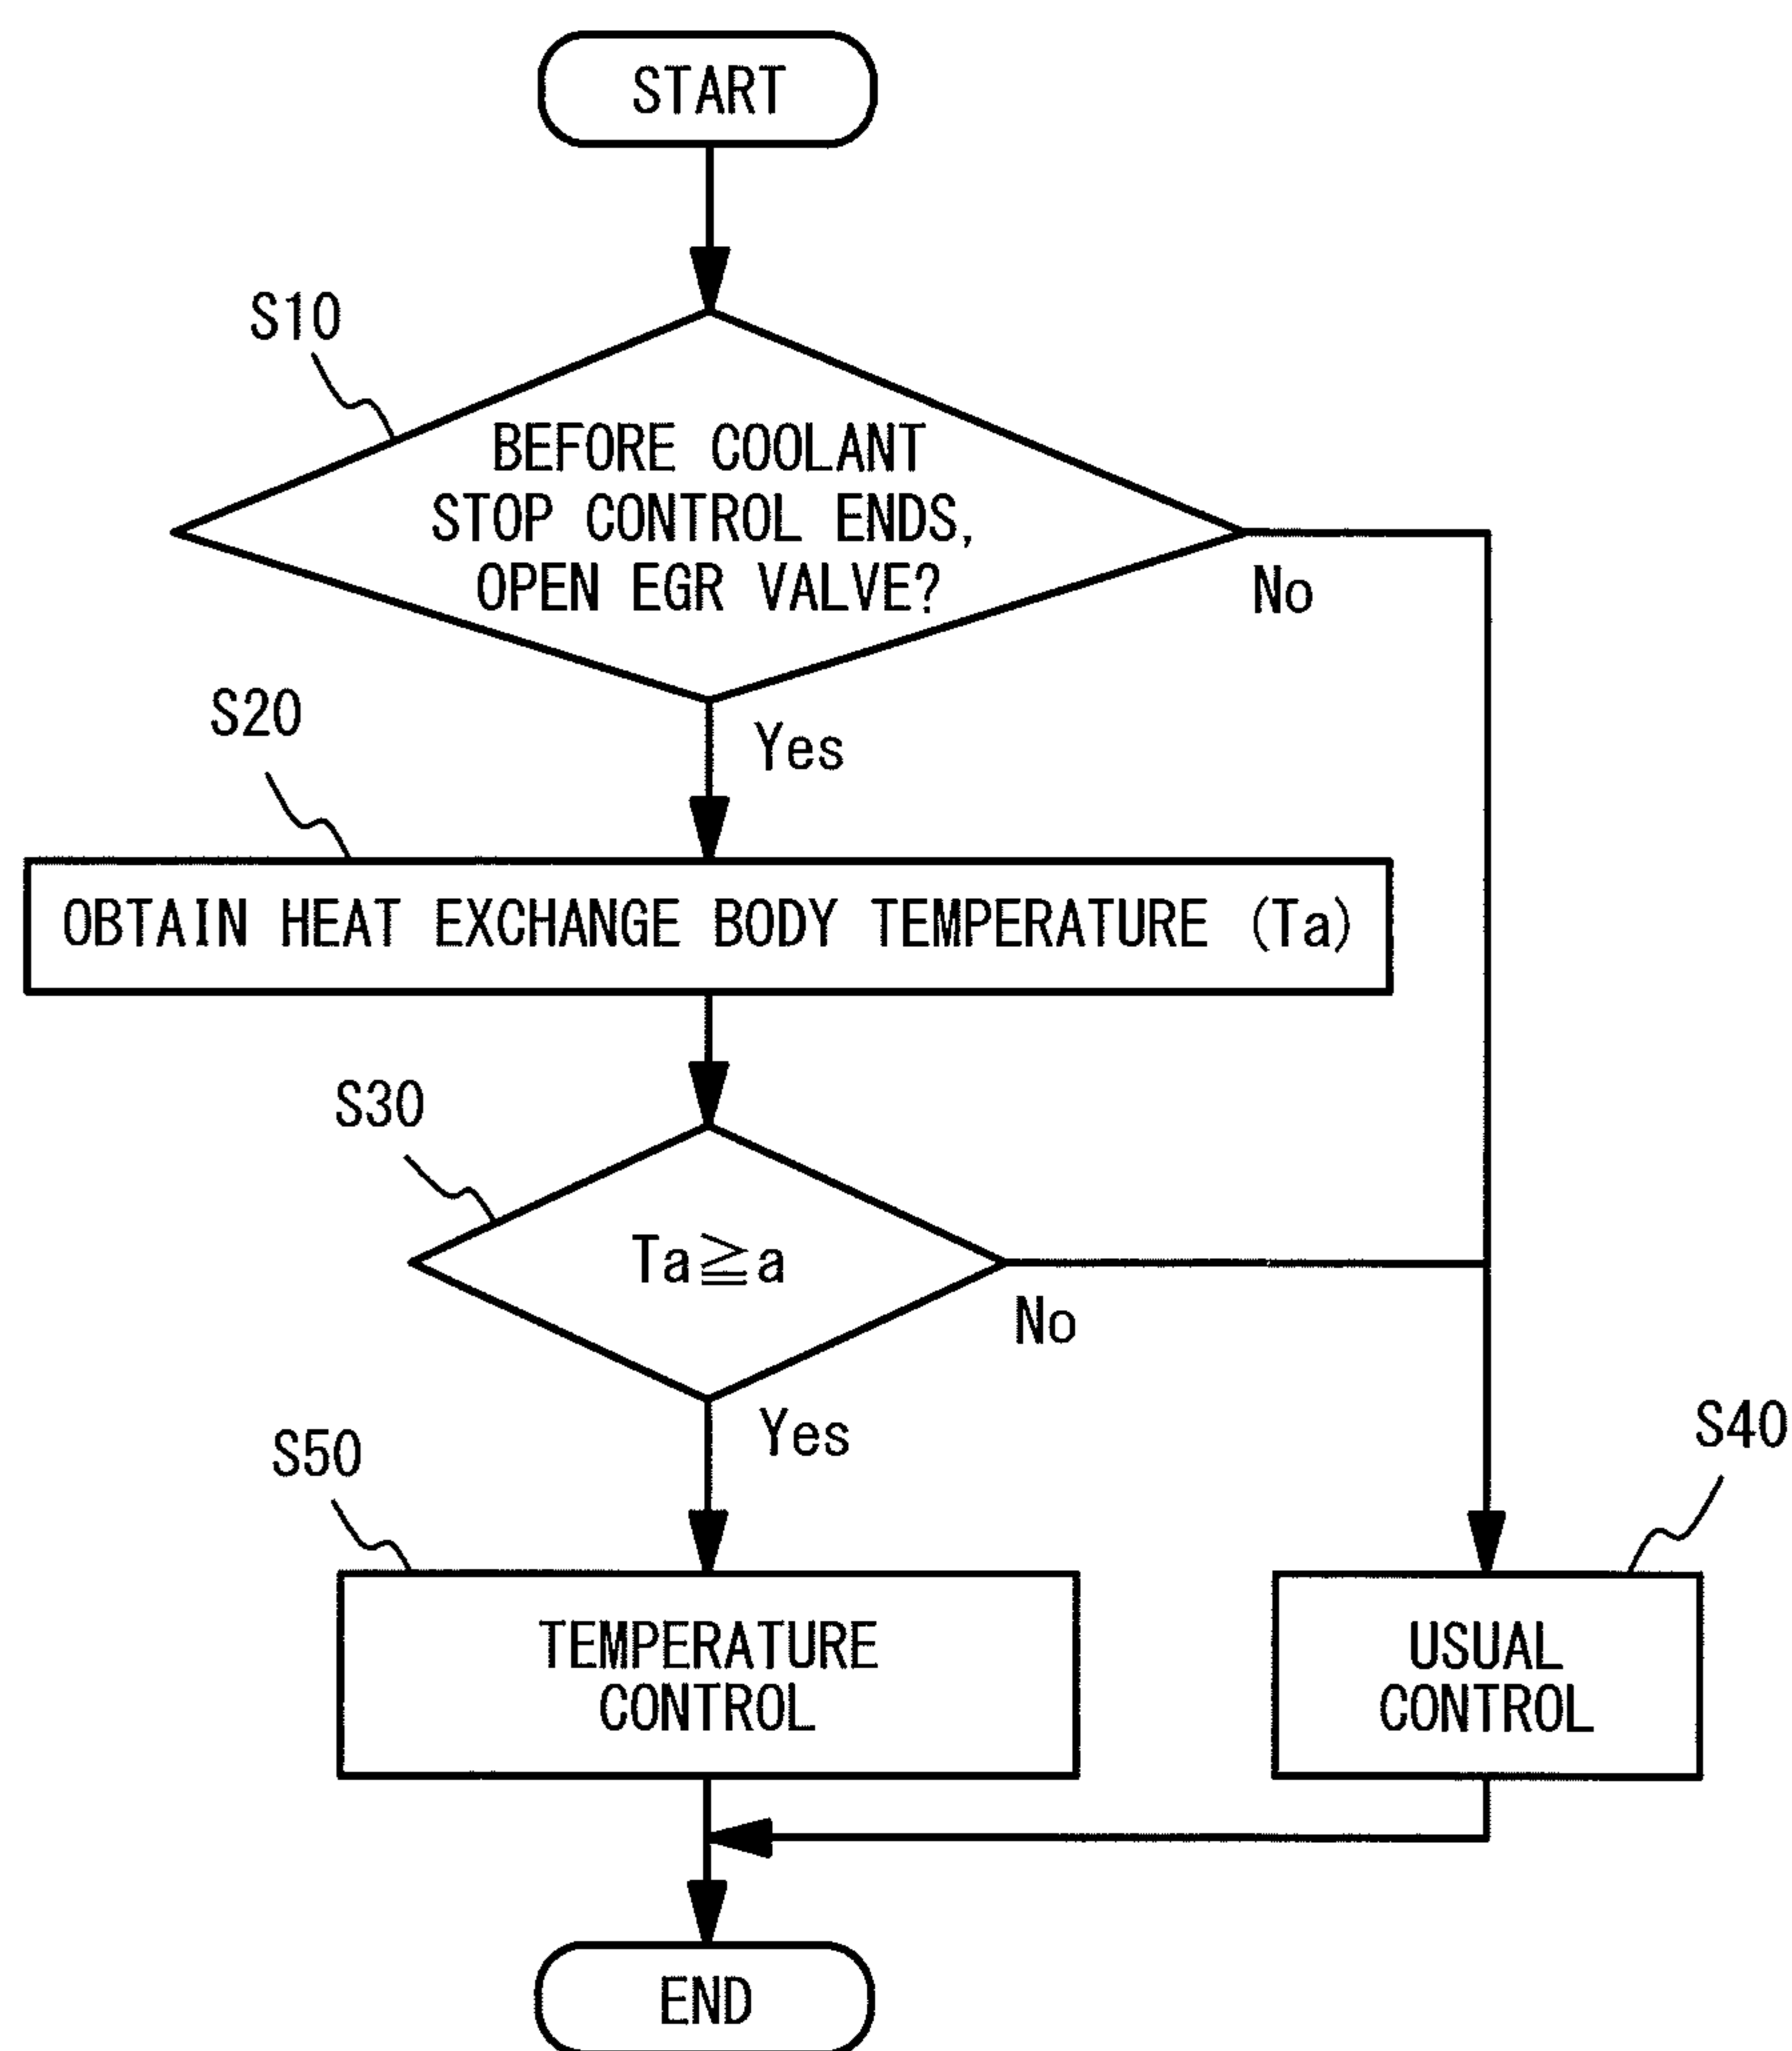 START
S10
BEFORE COOLANT
STOP CONTROL ENDS,
OPEN EGR VALVE?
No
Yes
S20
OBTAIN HEAT EXCHANGE BODY TEMPERATURE (Ta)
S30
Ta≧a
No
Yes
S50
S40
TEMPERATURE
CONTROL
USUAL
CONTROL
END